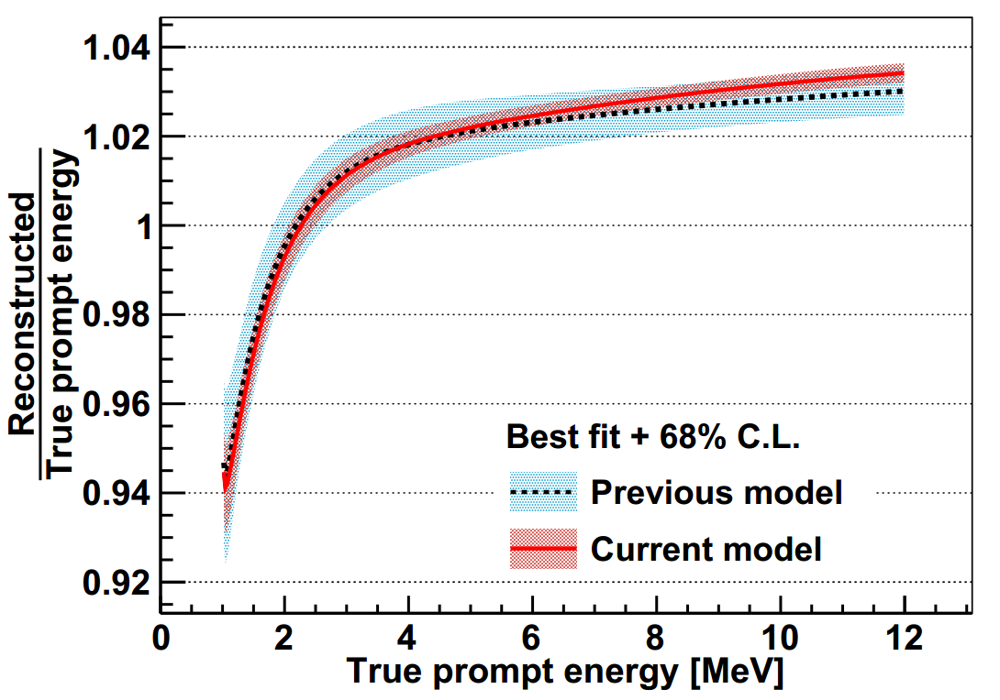 Reconstructed
True prompt energy
1.04
1.02
1
0.98
0.96
0.94
0.92
Best fit + 68% C.L.
Previous model
Current model
0 2 4 6 8 10 12
True prompt energy [MeV]